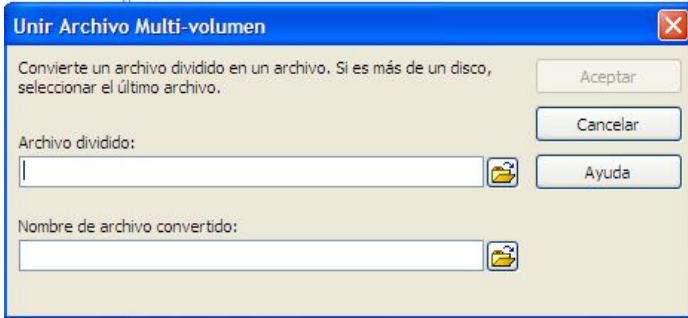 Unir Archivo Multi-volumen
Convierte un archivo dividido en un archivo. Si es más de un disco,
seleccionar el último archivo.
Aceptar
Cancelar
Archivo dividido:
Ayuda
Nombre de archivo convertido: